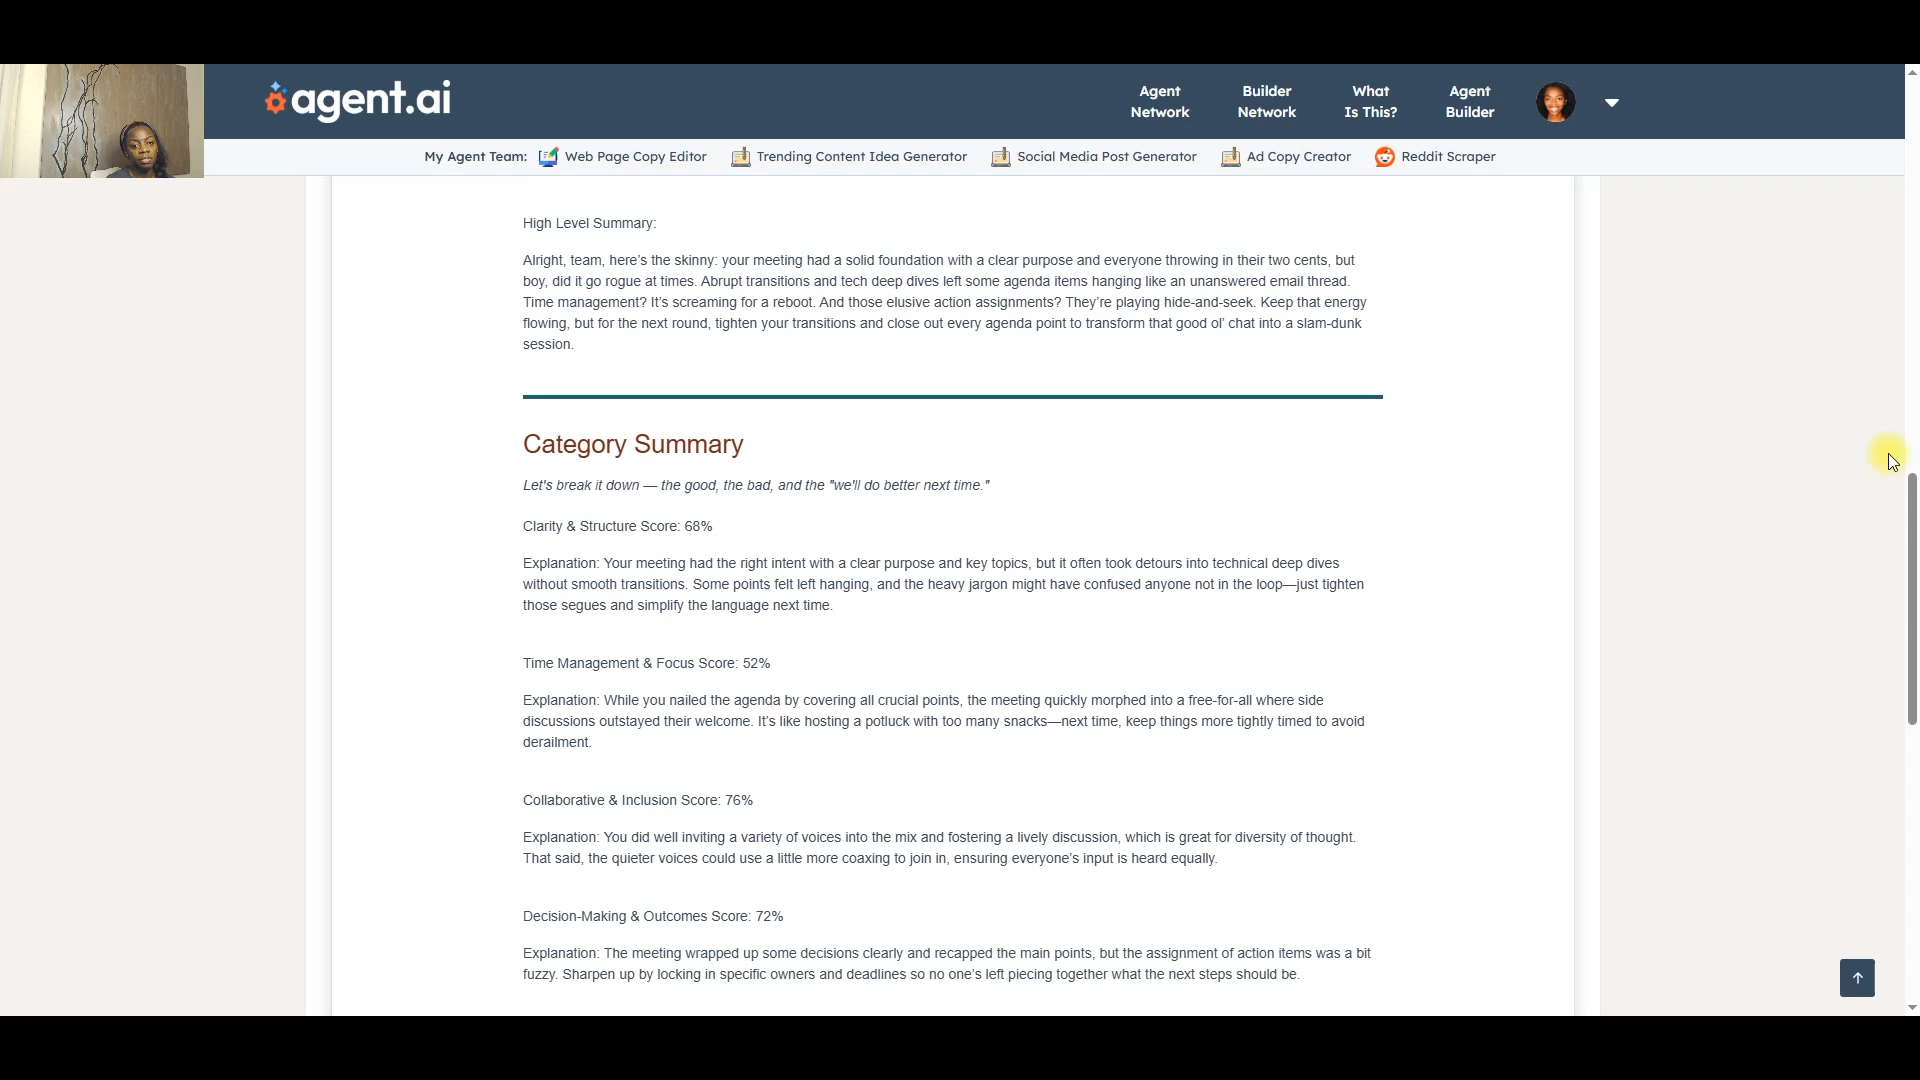 agent.ai
Agent
Network
Builder
Network
What
Is This?
Agent
Builder
My Agent Team: Web Page Copy Editor Trending Content Idea Generator Social Media Post Generator Ad Copy Creator Reddit Scraper
High Level Summary:
Alright, team, here’s the skinny: your meeting had a solid foundation with a clear purpose and everyone throwing in their two cents, but
boy, did it go rogue at times. Abrupt transitions and tech deep dives left some agenda items hanging like an unanswered email thread.
Time management? It’s screaming for a reboot. And those elusive action assignments? They’re playing hide-and-seek. Keep that energy
flowing, but for the next round, tighten your transitions and close out every agenda point to transform that good ol’ chat into a slam-dunk
session.
Category Summary
Let's break it down — the good, the bad, and the "we'll do better next time."
Clarity & Structure Score: 68%
Explanation: Your meeting had the right intent with a clear purpose and key topics, but it often took detours into technical deep dives
without smooth transitions. Some points felt left hanging, and the heavy jargon might have confused anyone not in the loop—just tighten
those segues and simplify the language next time.
Time Management & Focus Score: 52%
Explanation: While you nailed the agenda by covering all crucial points, the meeting quickly morphed into a free-for-all where side
discussions outstayed their welcome. It’s like hosting a potluck with too many snacks—next time, keep things more tightly timed to avoid
derailment.
Collaborative & Inclusion Score: 76%
Explanation: You did well inviting a variety of voices into the mix and fostering a lively discussion, which is great for diversity of thought.
That said, the quieter voices could use a little more coaxing to join in, ensuring everyone’s input is heard equally.
Decision-Making & Outcomes Score: 72%
Explanation: The meeting wrapped up some decisions clearly and recapped the main points, but the assignment of action items was a bit
fuzzy. Sharpen up by locking in specific owners and deadlines so no one’s left piecing together what the next steps should be.